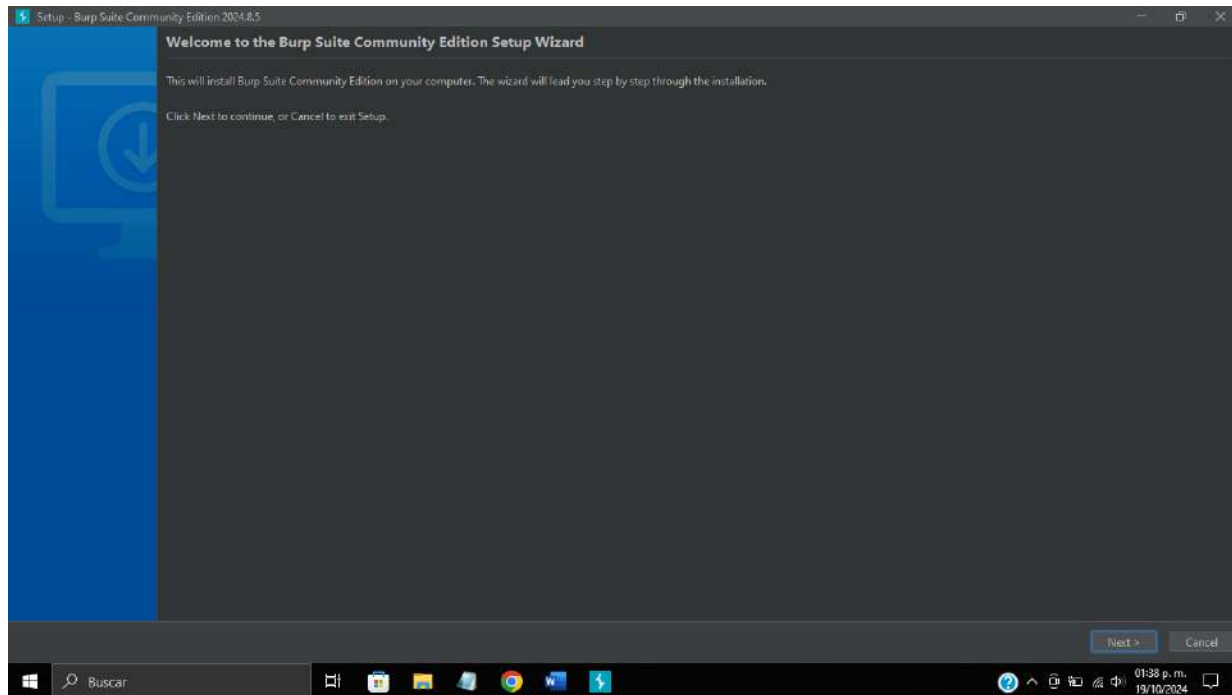 Setup - Burp Suite Community Edition 2024.8.5
Welcome to the Burp Suite Community Edition Setup Wizard
This will install Burp Suite Community Edition on your computer. The wizard will lead you step by step through the installation.
Click Next to continue, or Cancel to exit Setup.
Next >
Cancel
Buscar
01:38 p. m.
19/10/2024